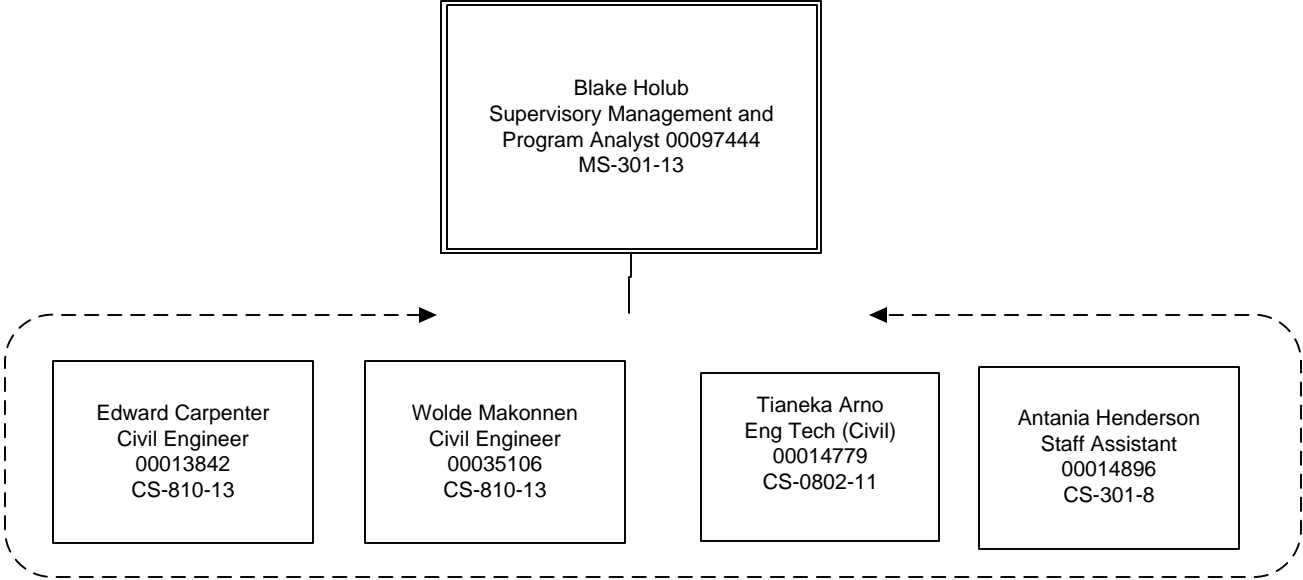 Blake Holub
Supervisory Management and
Program Analyst 00097444
MS-301-13
Edward Carpenter
Civil Engineer
00013842
CS-810-13
Wolde Makonnen
Civil Engineer
00035106
CS-810-13
Tianeka Arno
Eng Tech (Civil)
00014779
CS-0802-11
Antania Henderson
Staff Assistant
00014896
CS-301-8